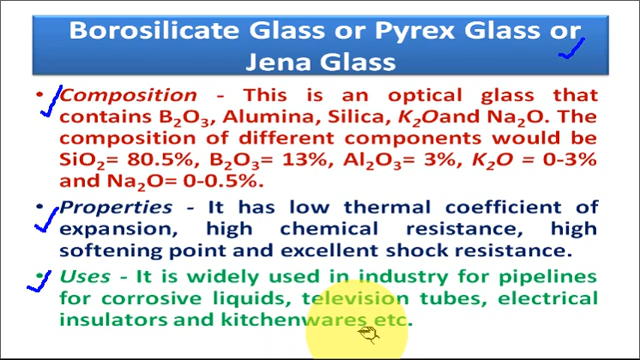 Borosilicate Glass or Pyrex Glass or
Jena Glass
• Composition - This is an optical glass that
contains B₂O₃, Alumina, Silica, K₂Oand Na₂O. The
composition of different components would be
SiO₂= 80.5%, B₂O₃= 13%, Al₂O₃= 3%, K₂O = 0-3%
and Na₂O= 0-0.5%.
• Properties - It has low thermal coefficient of
expansion, high chemical resistance, high
softening point and excellent shock resistance.
• Uses - It is widely used in industry for pipelines
for corrosive liquids, television tubes, electrical
insulators and kitchenwares etc.